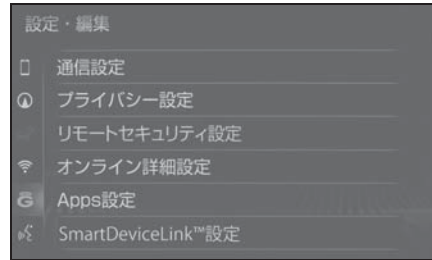 設定・編集
通信設定
プライバシー設定
リモートセキュリティ設定
オンライン詳細設定
Apps設定
SmartDeviceLink™設定